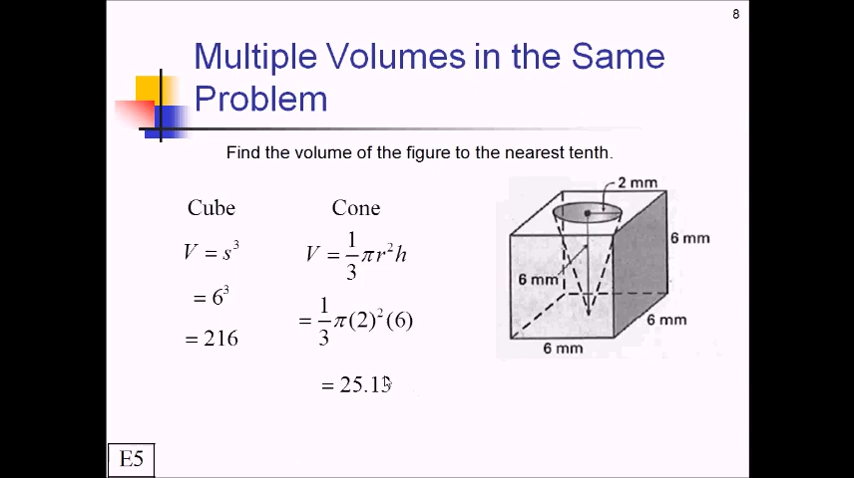 8
Multiple Volumes in the Same
Problem
Find the volume of the figure to the nearest tenth.
Cube
V = s³
= 6³
= 216
Cone
V = 1/3 πr²h
= 1/3 π(2)²(6)
= 25.13
2 mm
6 mm
6 mm
6 mm
6 mm
E5